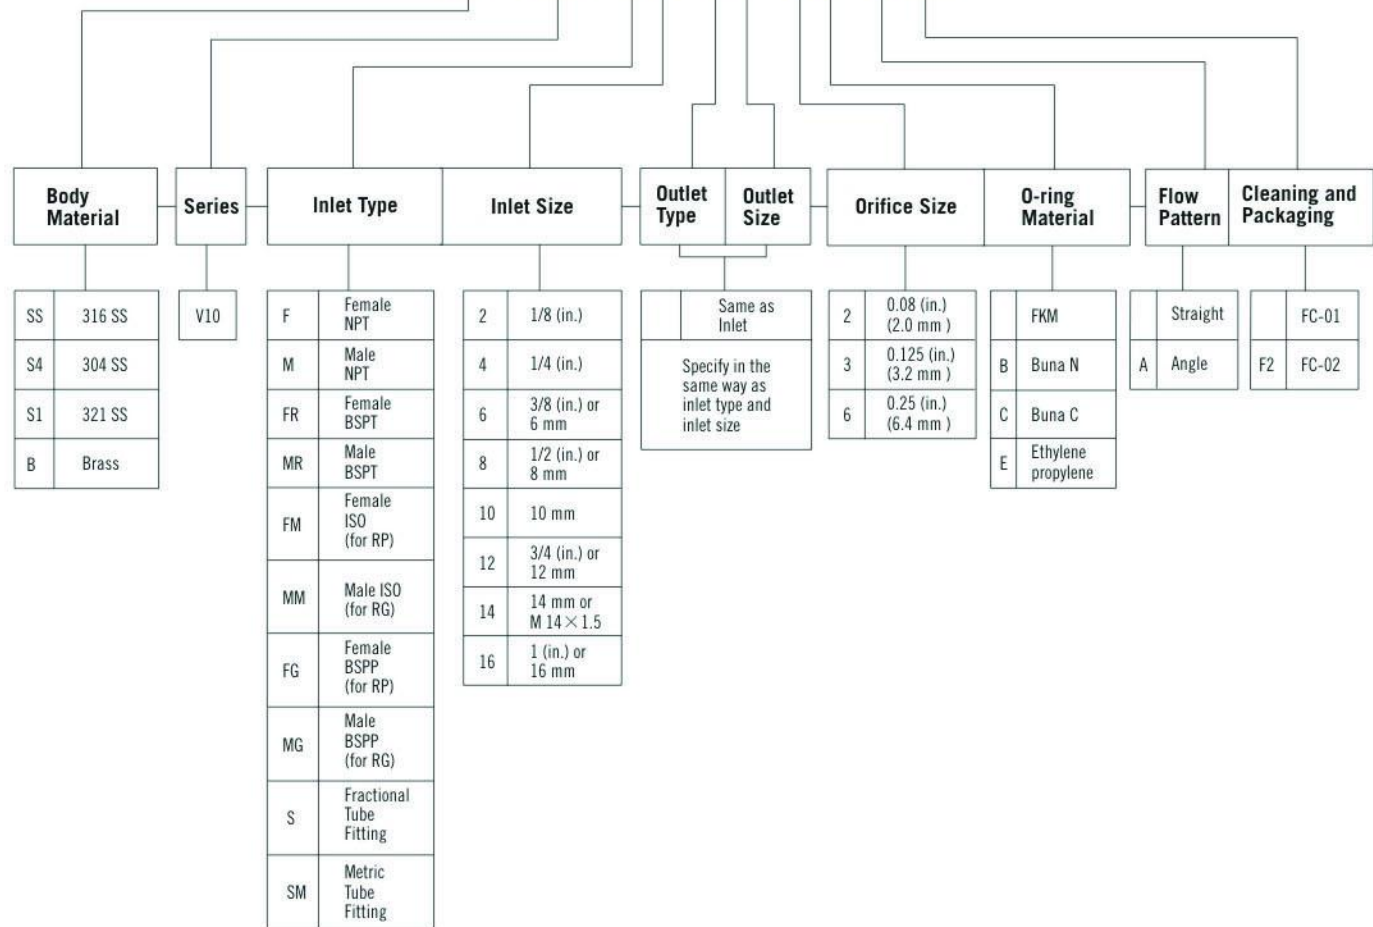 Body
Material
Series
Inlet Type
Inlet Size
Outlet
Type
Outlet
Size
Orifice Size
O-ring
Material
Flow
Pattern
Cleaning and
Packaging
SS 316 SS
S4 304 SS
S1 321 SS
B Brass
V10
F Female
NPT
M Male
NPT
FR Female
BSPT
MR Male
BSPT
FM Female
ISO
(for RP)
MM Male ISO
(for RG)
FG Female
BSPP
(for RP)
MG Male
BSPP
(for RG)
S Fractional
Tube
Fitting
SM Metric
Tube
Fitting
2 1/8 (in.)
4 1/4 (in.)
6 3/8 (in.) or
6 mm
8 1/2 (in.) or
8 mm
10 10 mm
12 3/4 (in.) or
12 mm
14 14 mm or
M 14×1.5
16 1 (in.) or
16 mm
Same as
Inlet
Specify in the
same way as
inlet type and
inlet size
2 0.08 (in.)
(2.0 mm )
3 0.125 (in.)
(3.2 mm )
6 0.25 (in.)
(6.4 mm )
FKM
B Buna N
C Buna C
E Ethylene
propylene
Straight
A Angle
FC-01
F2 FC-02